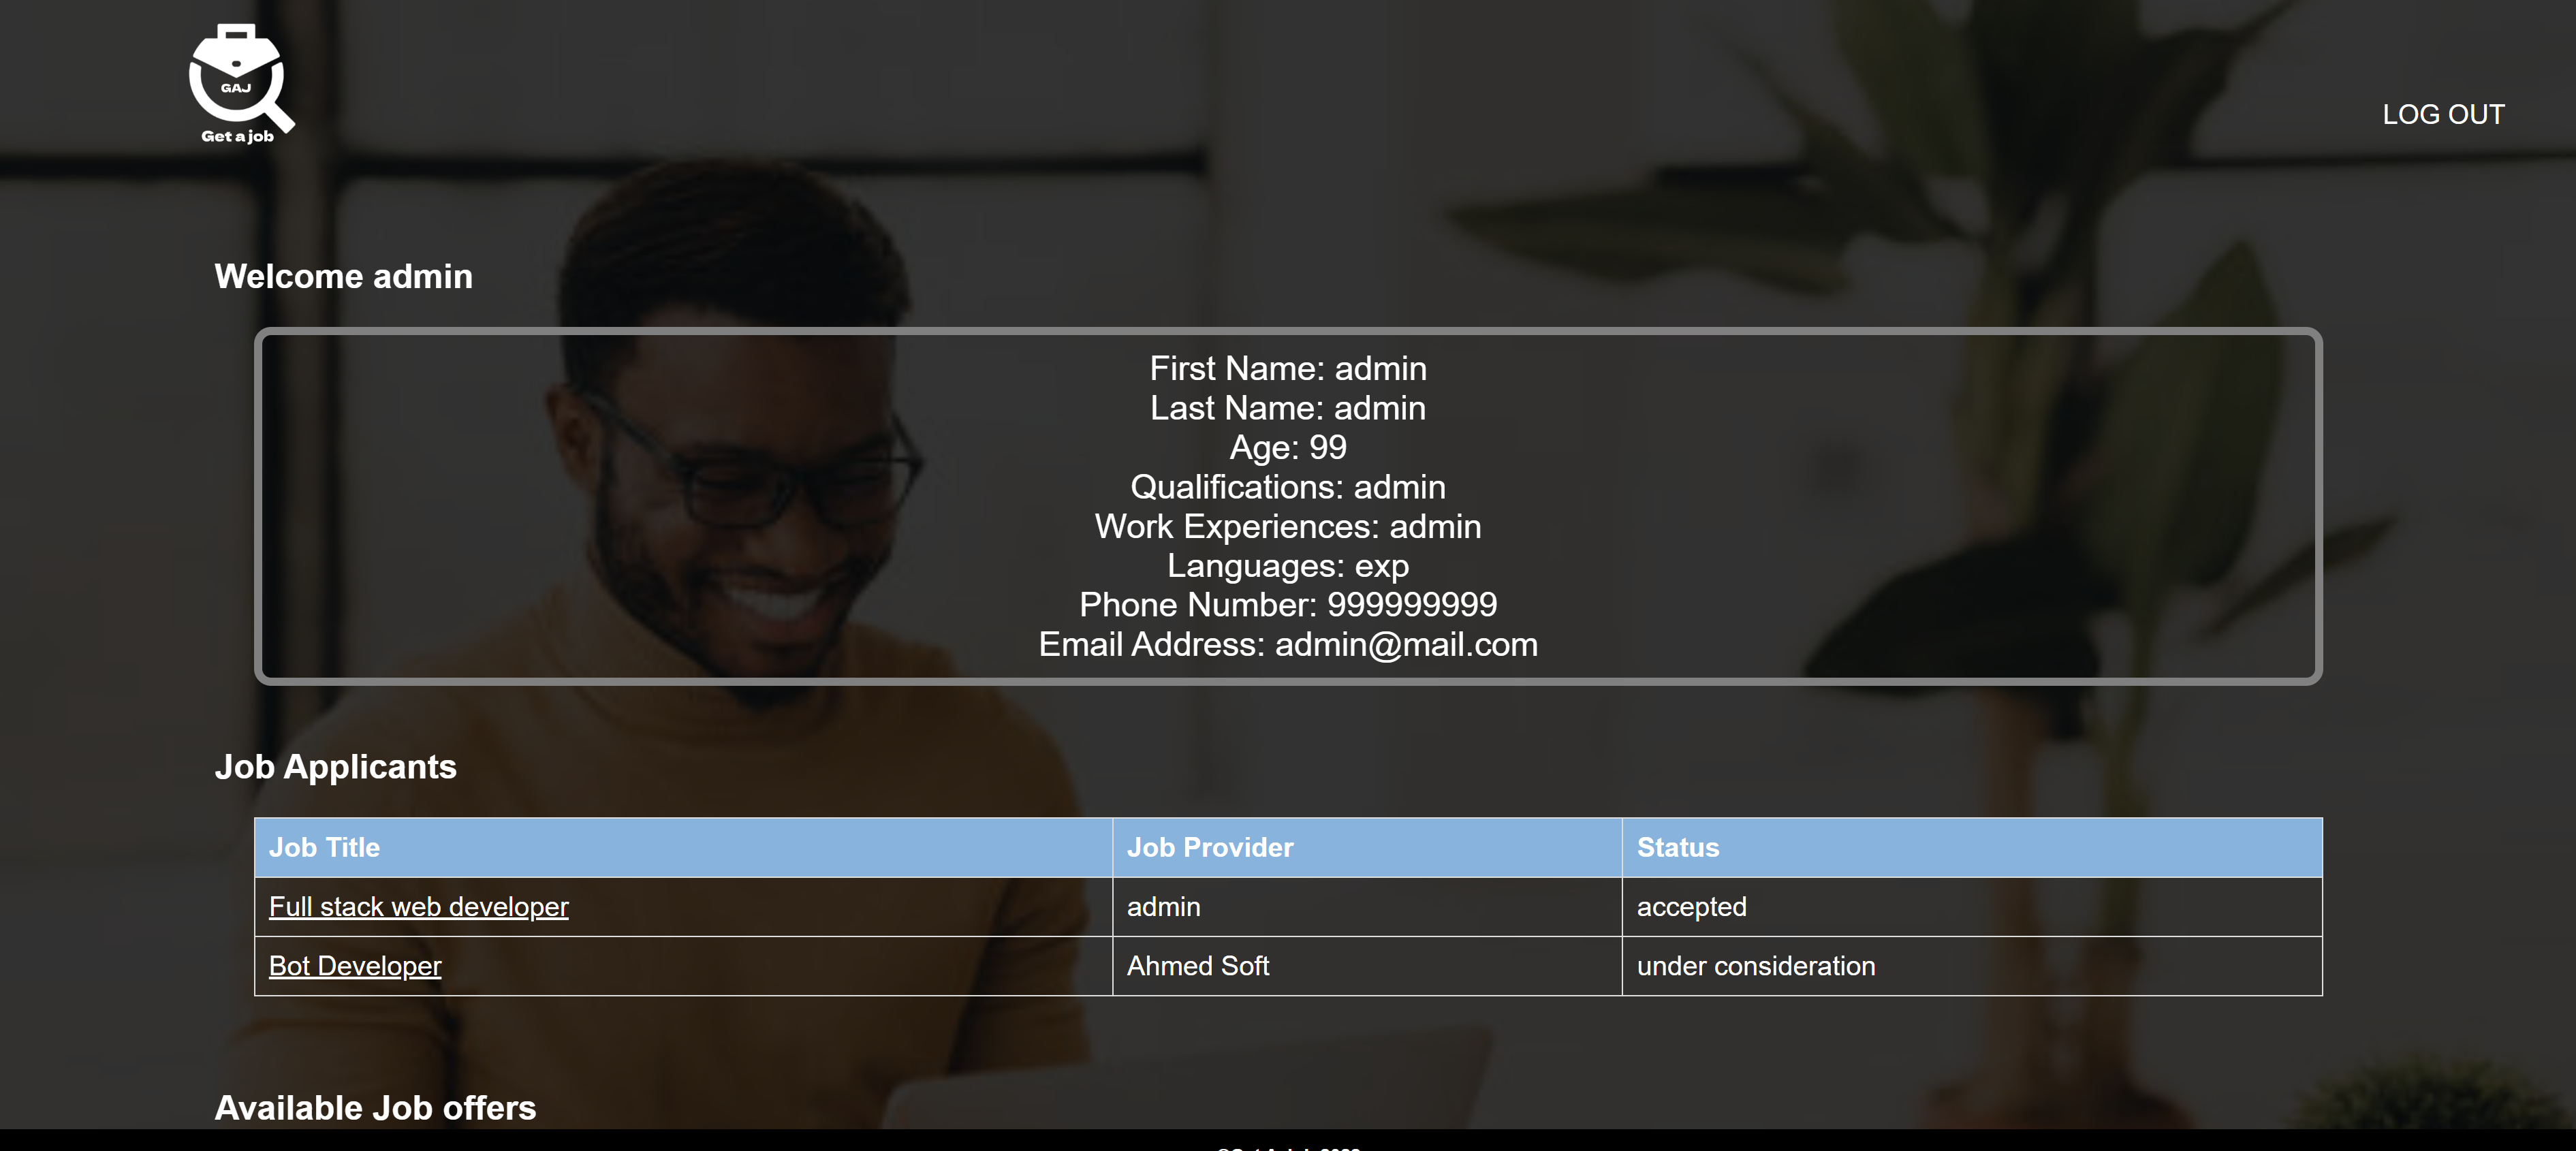 GAJ
Get a job
LOG OUT
Welcome admin
First Name: admin
Last Name: admin
Age: 99
Qualifications: admin
Work Experiences: admin
Languages: exp
Phone Number: 999999999
Email Address: admin@mail.com
Job Applicants
Job Title Job Provider Status
Full stack web developer admin accepted
Bot Developer Ahmed Soft under consideration
Available Job offers